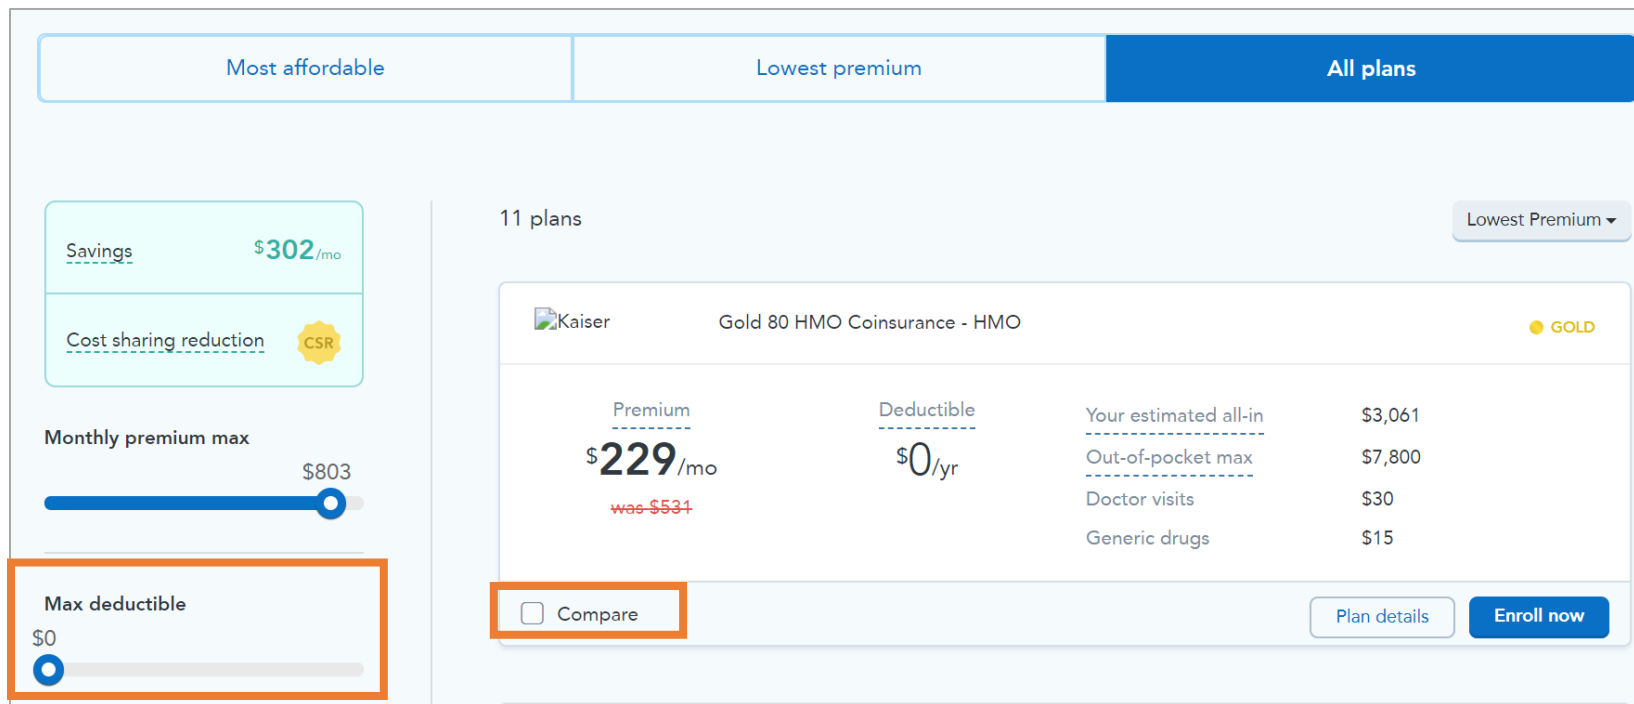 Most affordable
Lowest premium
All plans
Savings
$302/mo
Cost sharing reduction
CSR
Monthly premium max
$803
Max deductible
$0
11 plans
Lowest Premium
Kaiser
Gold 80 HMO Coinsurance - HMO
GOLD
Premium
$229/mo
was $531
Deductible
$0/yr
Your estimated all-in $3,061
Out-of-pocket max $7,800
Doctor visits $30
Generic drugs $15
Compare
Plan details
Enroll now